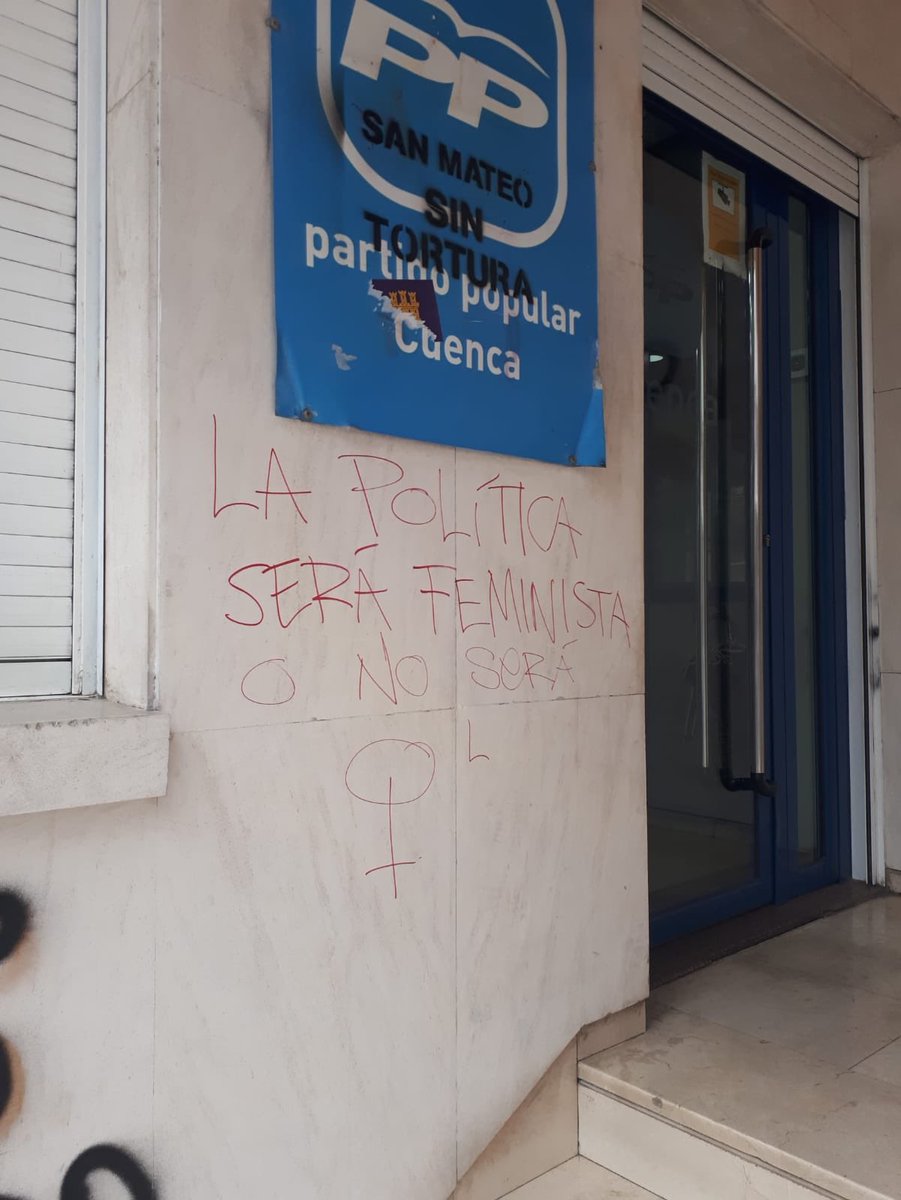 PP
SAN MATEO
SIN
TORTURA
partido popular
Cuenca
LA POLÍTICA
SERÁ FEMINISTA
O NO SERÁ
L